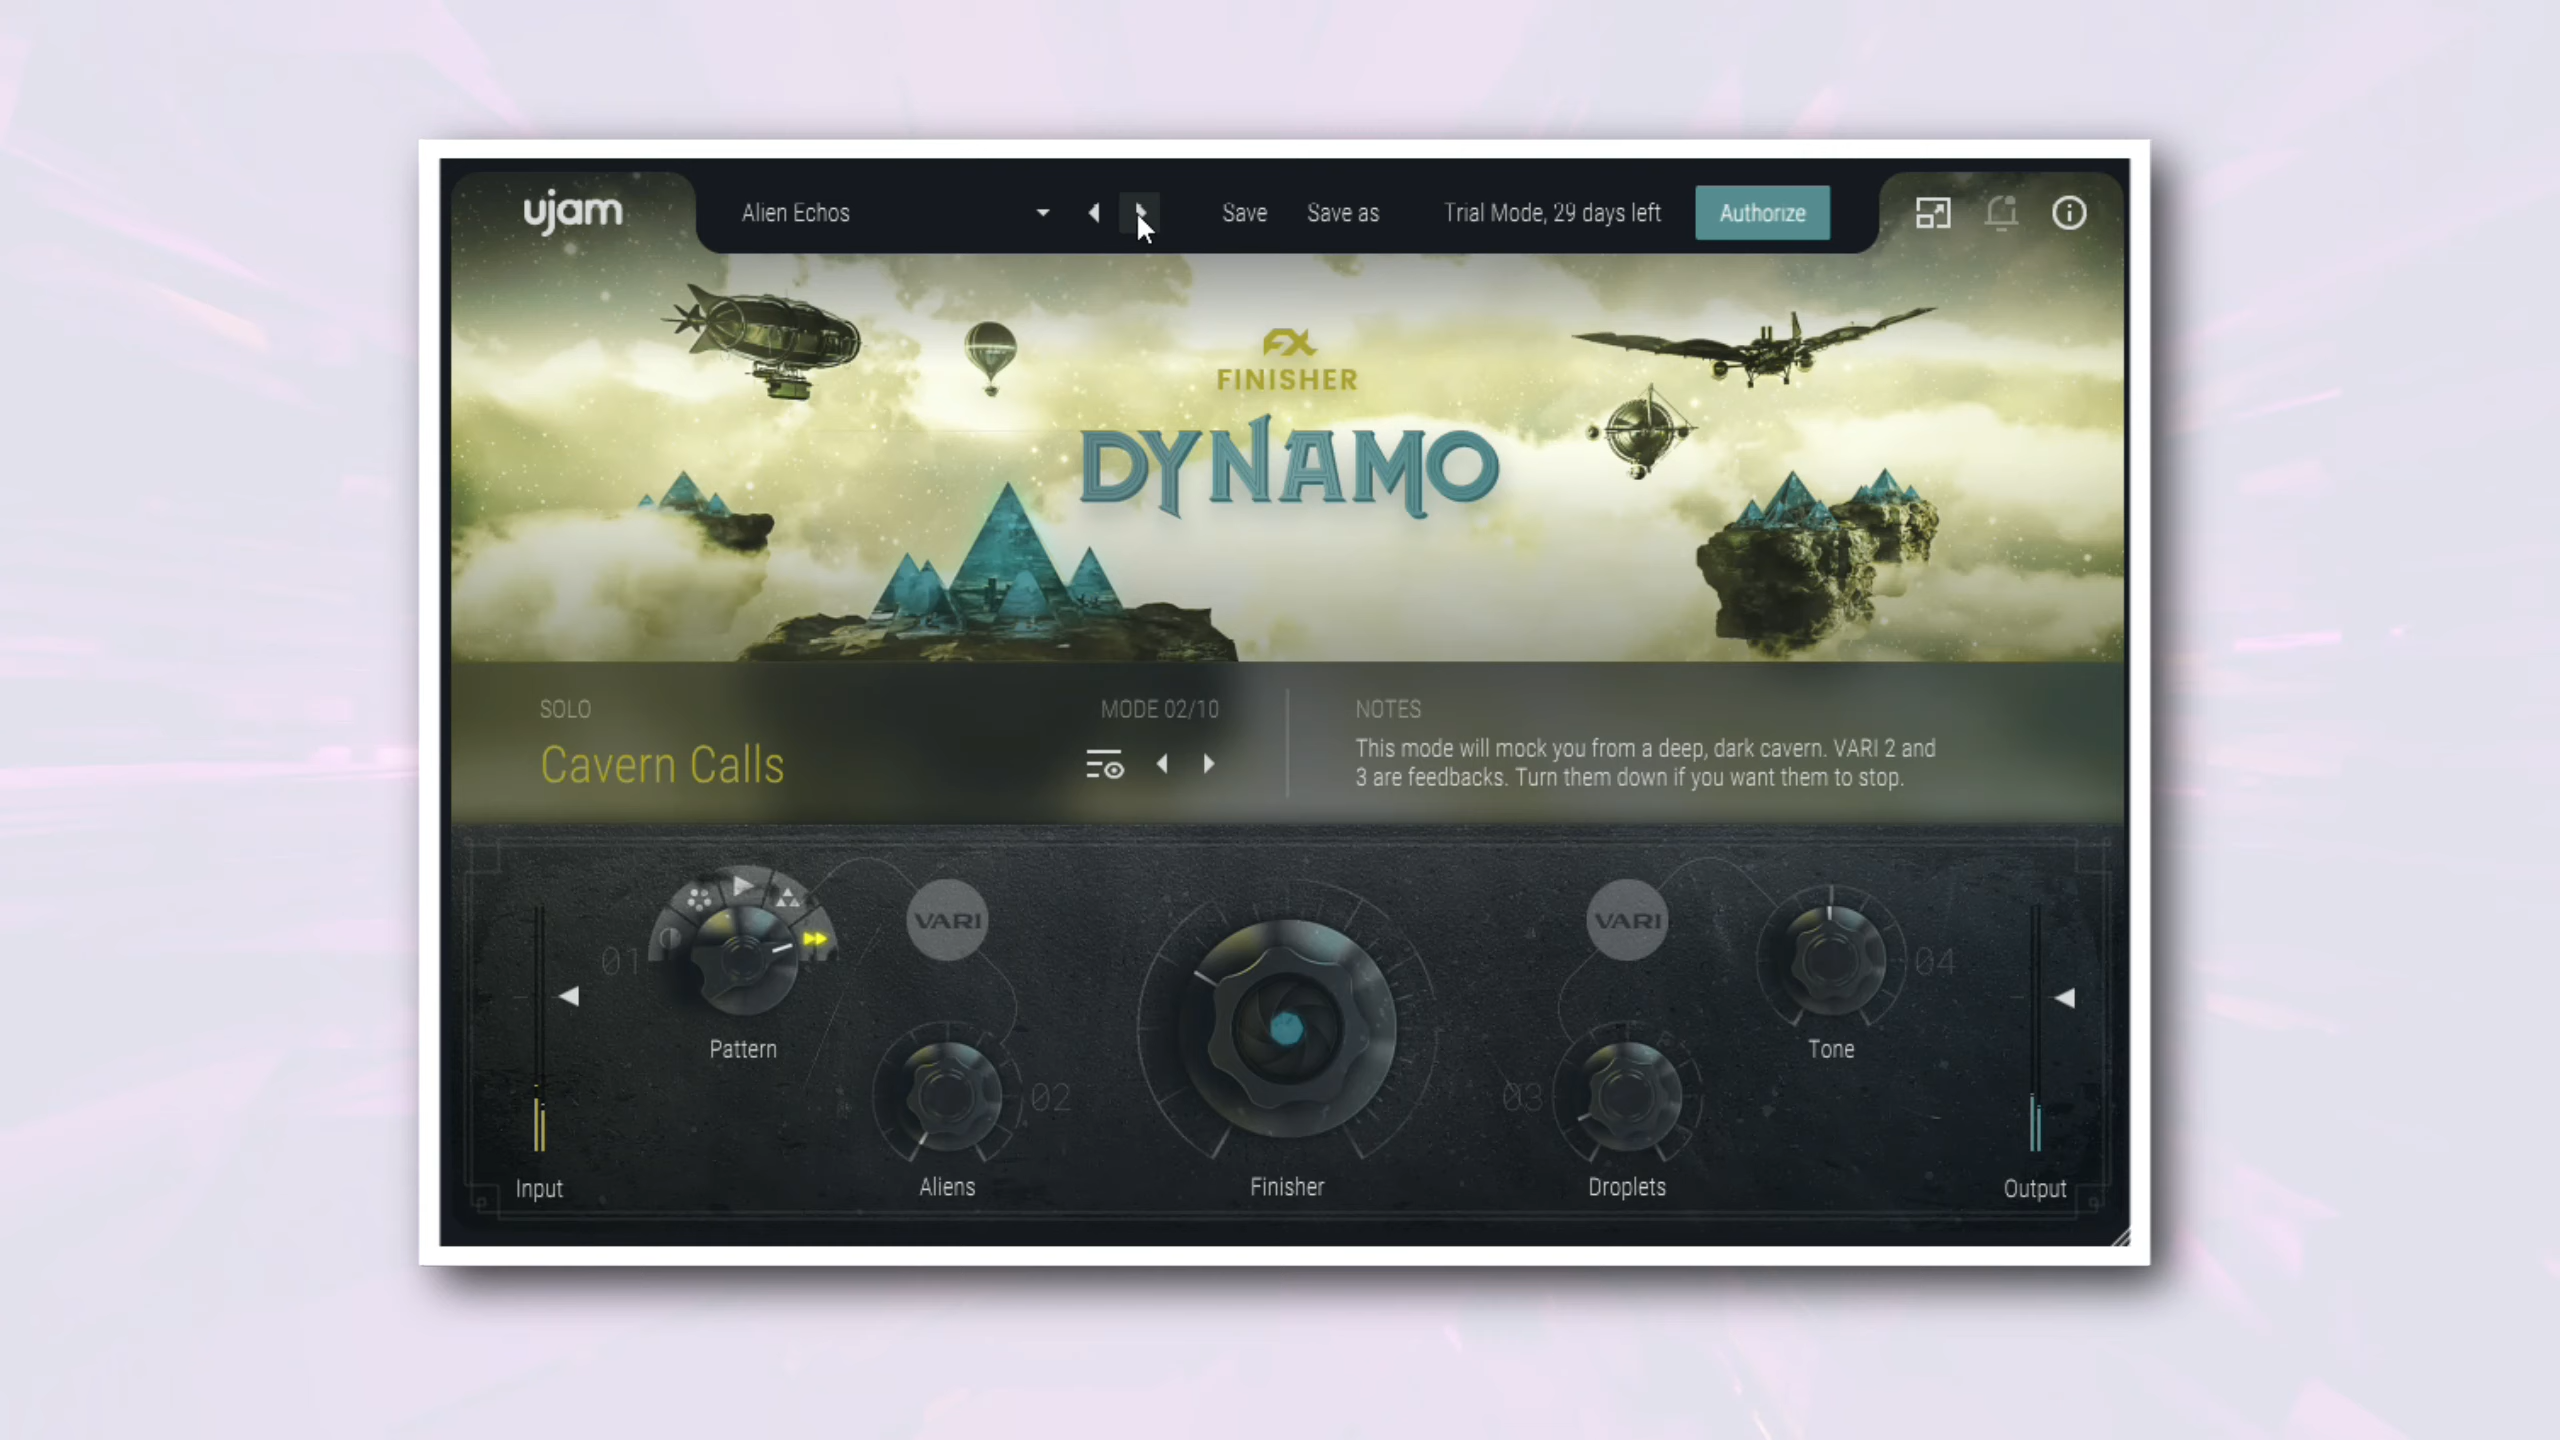 ujam
Alien Echos
Save
Save as
Trial Mode, 29 days left
Authorize
FX
FINISHER
DYNAMO
SOLO
MODE 02/10
Cavern Calls
NOTES
This mode will mock you from a deep, dark cavern. VARI 2 and
3 are feedbacks. Turn them down if you want them to stop.
01
VARI
VARI
04
Pattern
Tone
02
03
Input
Aliens
Finisher
Droplets
Output